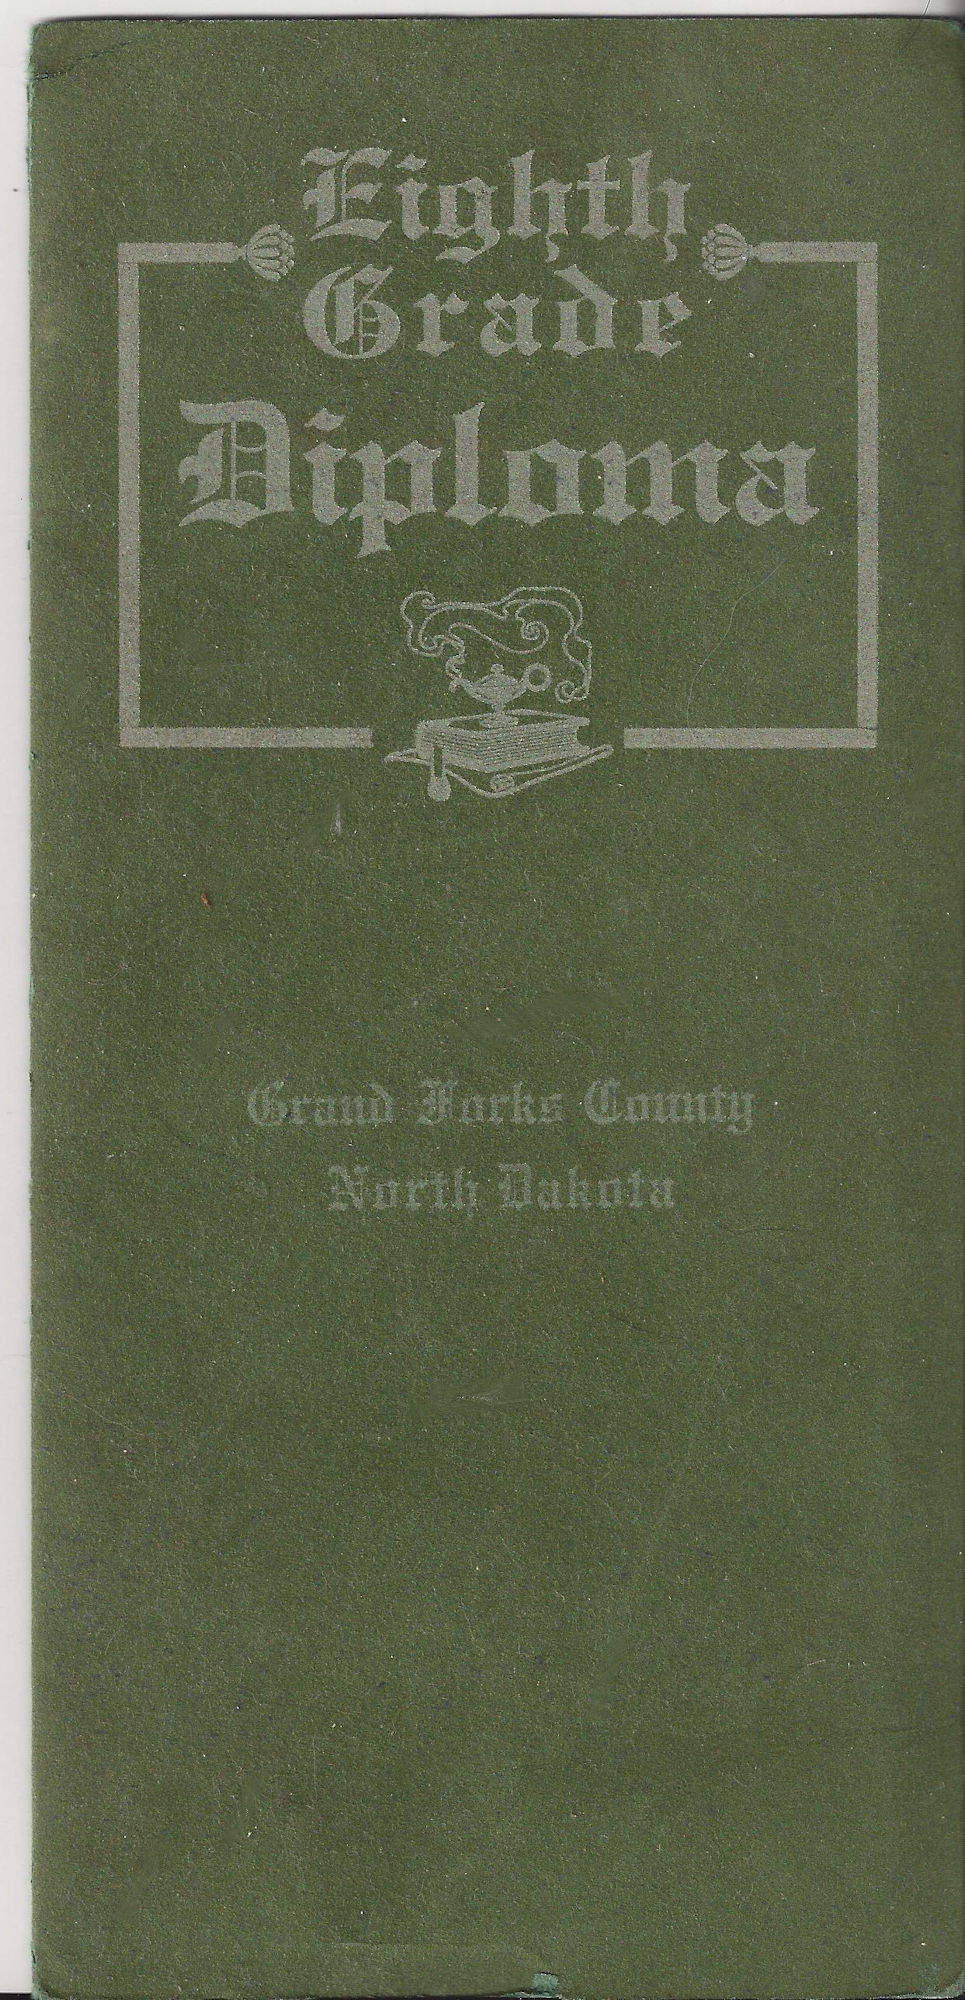 Eighth
Grade
Diploma
Grand Forks County
North Dakota